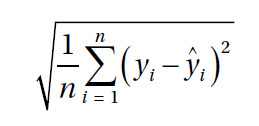 √(1/n ∑_{i = 1}^{n} (y_i − ŷ_i)²)